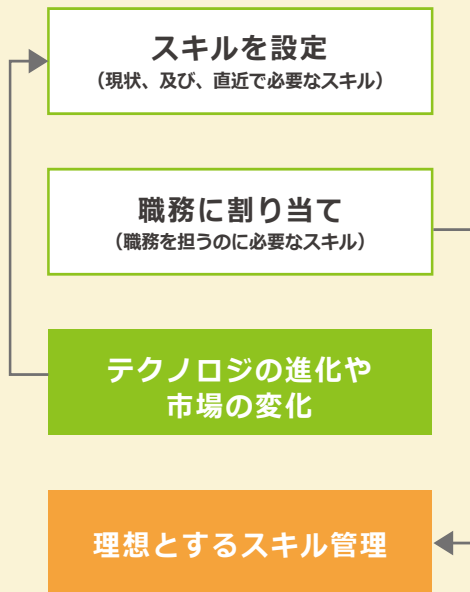 スキルを設定
（現状、及び、直近で必要なスキル）
職務に割り当て
（職務を担うのに必要なスキル）
テクノロジの進化や
市場の変化
理想とするスキル管理